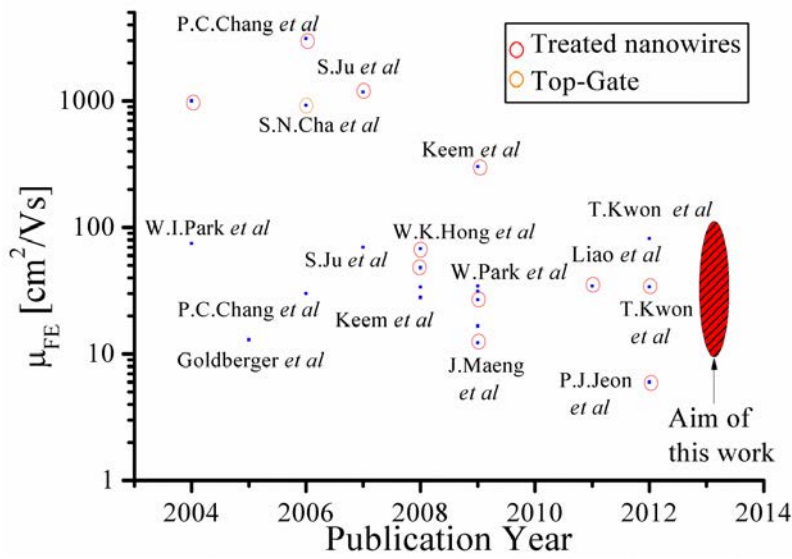 P.C.Chang et al
Treated nanowires
Top-Gate
S.Ju et al
1000
S.N.Cha et al
Keem et al
W.I.Park et al
T.Kwon et al
100
W.K.Hong et al
S.Ju et al
Liao et al
W.Park et al
P.C.Chang et al
Keem et al
T.Kwon
et al
Goldberger et al
J.Maeng
et al
P.J.Jeon
et al
10
Aim of
this work
1
μFE [cm²/Vs]
2004 2006 2008 2010 2012 2014
Publication Year